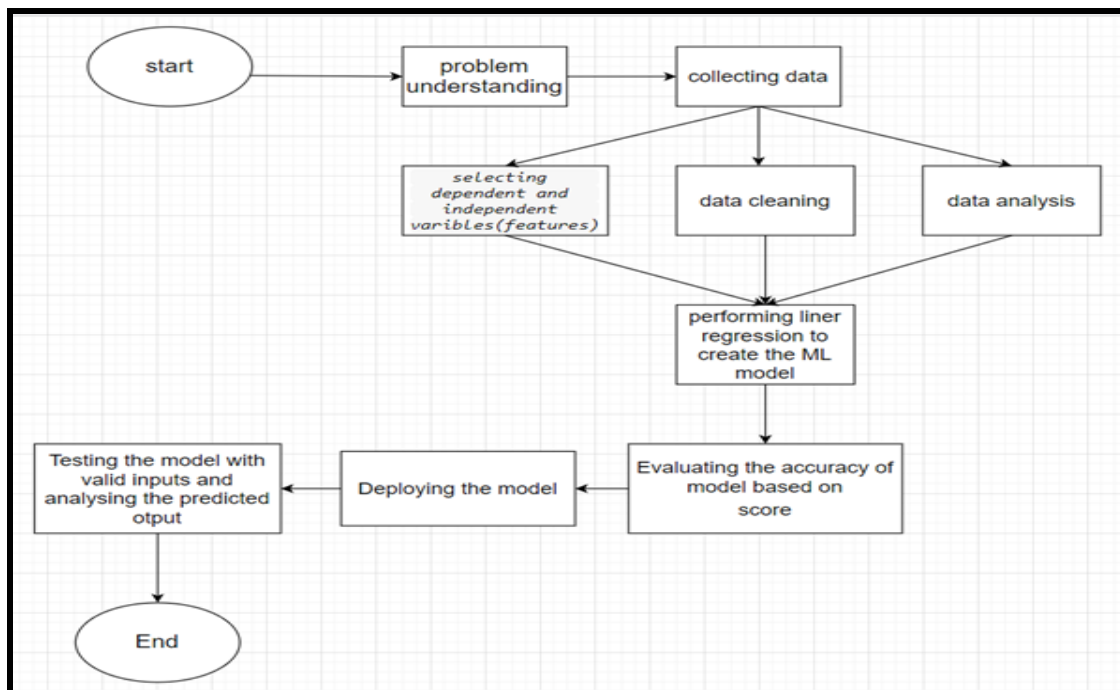 start
problem
understanding
collecting data
selecting
dependent and
independent
varibles(features)
data cleaning
data analysis
performing liner
regression to
create the ML
model
Evaluating the accuracy of
model based on
score
Deploying the model
Testing the model with
valid inputs and
analysing the predicted
otput
End